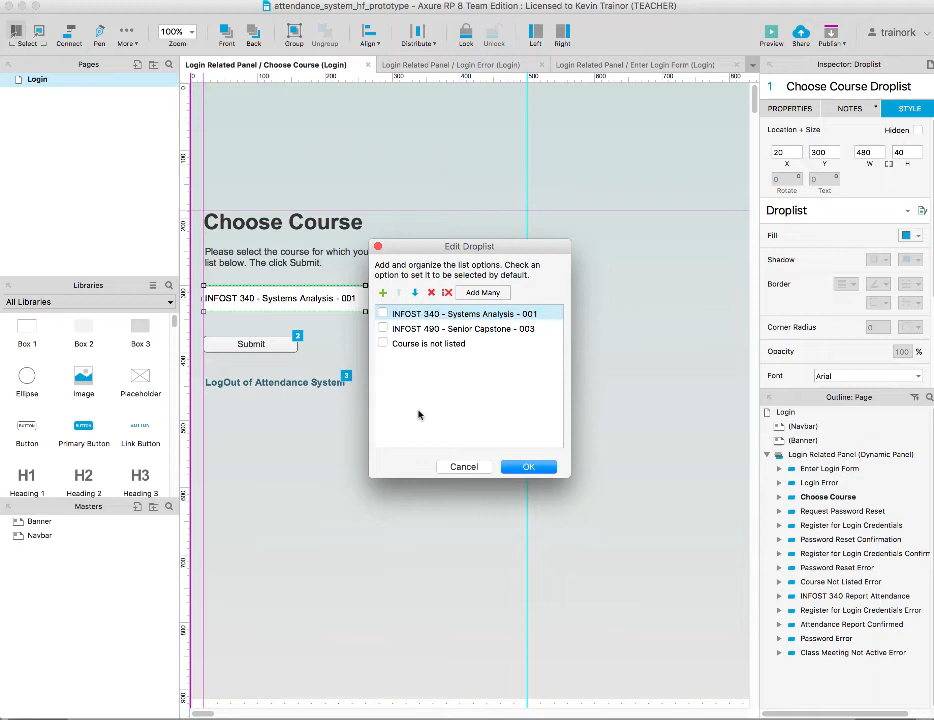 attendance_system_hf_prototype - Axure RP 8 Team Edition : Licensed to Kevin Trainor (TEACHER)
Select
Connect
Pen
More
100%
Zoom
Front
Back
Group
Ungroup
Align
Distribute
Lock
Unlock
Left
Right
Preview
Share
Publish
trainork
Pages
Login Related Panel / Choose Course (Login)
Login Related Panel / Login Error (Login)
Login Related Panel / Enter Login Form (Login)
Inspector: Droplist
Login
0
100
200
300
400
500
600
700
800
1
Choose Course Droplist
PROPERTIES
NOTES
*
STYLE
Location + Size
Hidden
20
300
480
40
X
Y
W
H
0
0
Rotate
Text
Droplist
Fill
Shadow
Border
Corner Radius
0
Opacity
100
%
Font
Arial
Choose Course
Please select the course for which you
list below. The click Submit.
INFOST 340 - Systems Analysis - 001
Submit
2
LogOut of Attendance System
3
Edit Droplist
Add and organize the list options. Check an
option to set it to be selected by default.
Add Many
INFOST 340 - Systems Analysis - 001
INFOST 490 - Senior Capstone - 003
Course is not listed
Cancel
OK
Libraries
All Libraries
Box 1
Box 2
Box 3
Ellipse
Image
Placeholder
BUTTON
BUTTON
BUTTON
Button
Primary Button
Link Button
H1
H2
H3
Heading 1
Heading 2
Heading 3
Masters
Banner
Navbar
Outline: Page
Login
(Navbar)
(Banner)
Login Related Panel (Dynamic Panel)
Enter Login Form
Login Error
Choose Course
Request Password Reset
Register for Login Credentials
Password Reset Confirmation
Register for Login Credentials Confirm
Password Reset Error
Course Not Listed Error
INFOST 340 Report Attendance
Register for Login Credentials Error
Attendance Report Confirmed
Password Error
Class Meeting Not Active Error